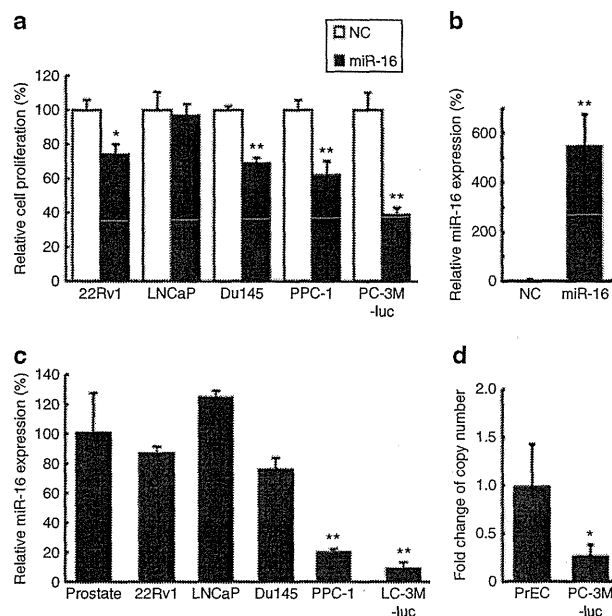 a
NC
miR-16
Relative cell proliferation (%)
120
100
80
60
40
20
0
*
**
**
**
22Rv1
LNCaP
Du145
PPC-1
PC-3M
-luc
b
Relative miR-16 expression (%)
600
400
200
0
**
NC
miR-16
c
Relative miR-16 expression (%)
140
120
100
80
60
40
20
0
**
**
Prostate
22Rv1
LNCaP
Du145
PPC-1
LC-3M
-luc
d
Fold change of copy number
2.0
1.5
1.0
0.5
0
*
PrEC
PC-3M
-luc